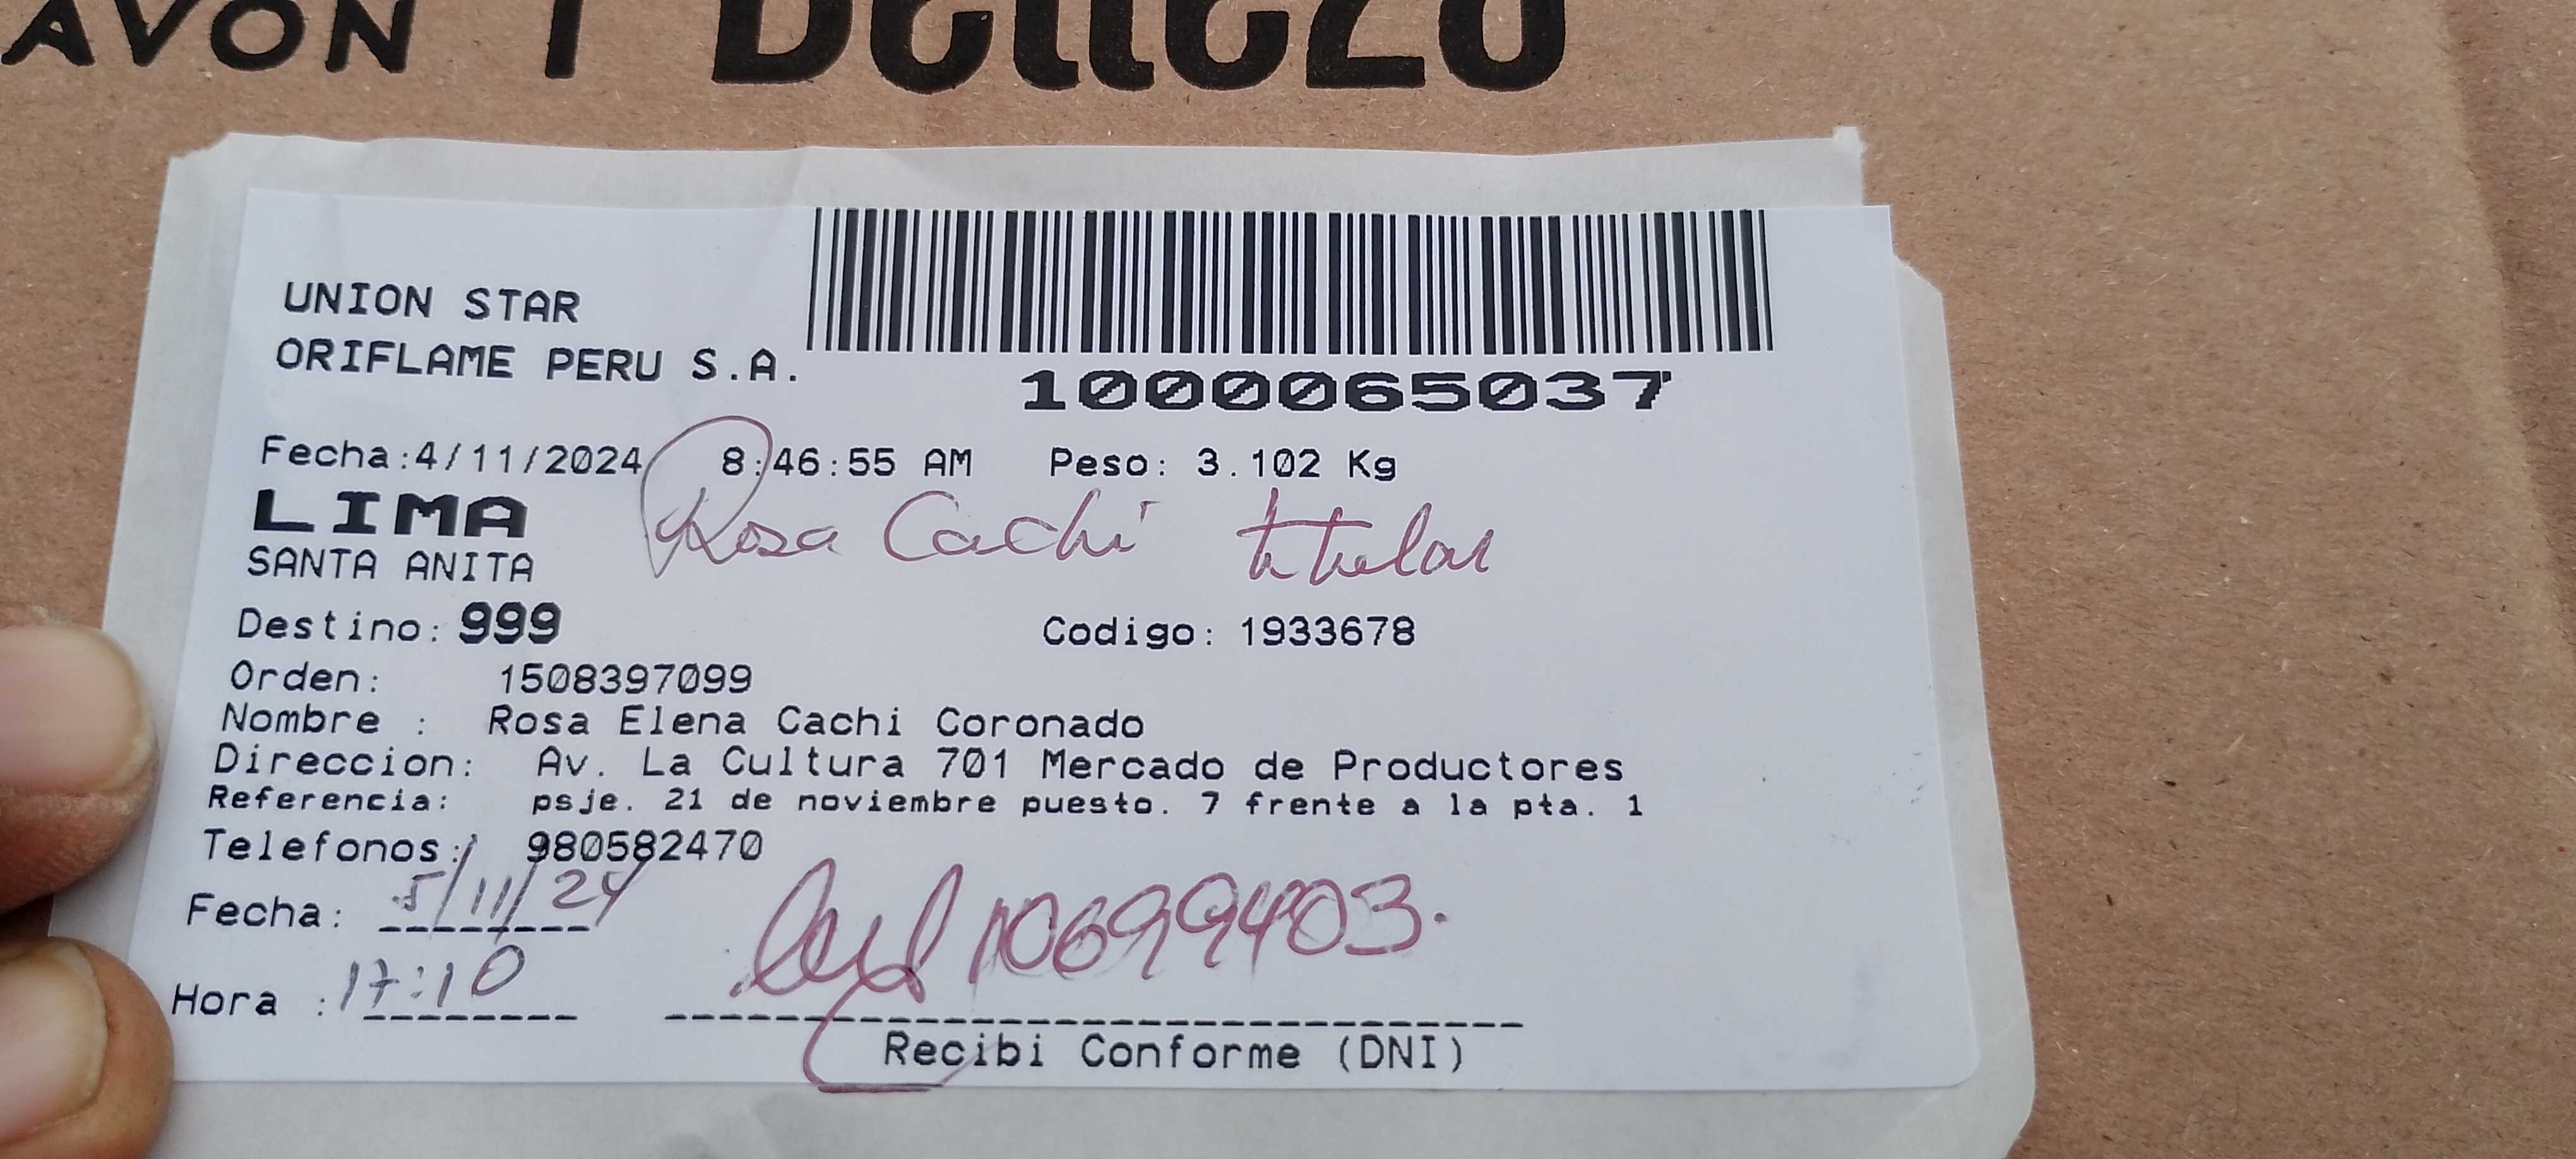 AVON | Belleza
UNION STAR
ORIFLAME PERU S.A.
1000065037
Fecha:4/11/2024 8:46:55 AM Peso: 3.102 Kg
LIMA
Rosa Cachi titular
SANTA ANITA
Destino: 999 Codigo: 1933678
Orden: 1508397099
Nombre : Rosa Elena Cachi Coronado
Direccion: Av. La Cultura 701 Mercado de Productores
Referencia: psje. 21 de noviembre puesto. 7 frente a la pta. 1
Telefonos: 980582470
Fecha: 5/11/24
10699403.
Hora : 17:10
Recibi Conforme (DNI)